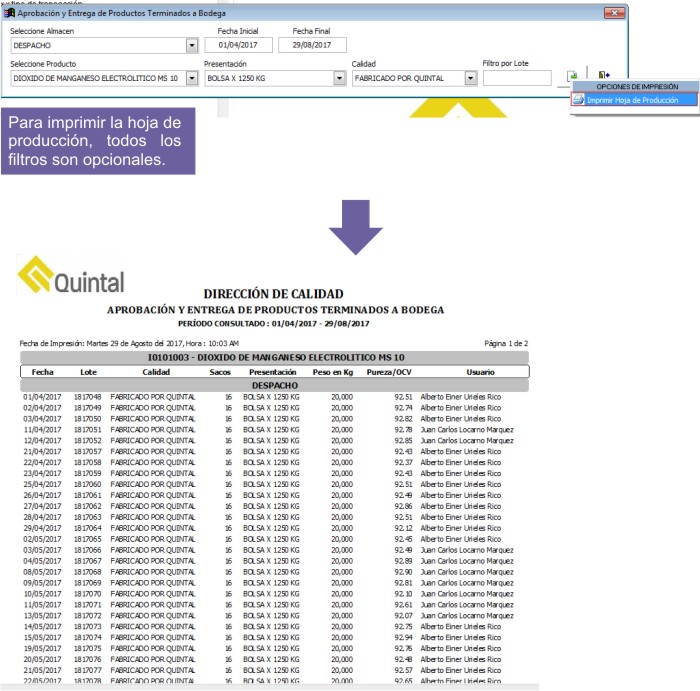 Aprobación y Entrega de Productos Terminados a Bodega
Seleccione Almacen Fecha Inicial Fecha Final
DESPACHO 01/04/2017 29/08/2017
Seleccione Producto Presentación Calidad Filtro por Lote
DIOXIDO DE MANGANESO ELECTROLITICO MS 10 BOLSA X 1250 KG FABRICADO POR QUINTAL
OPCIONES DE IMPRESIÓN
Imprimir Hoja de Producción
Para imprimir la hoja de
producción, todos los
filtros son opcionales.
Quintal
DIRECCIÓN DE CALIDAD
APROBACIÓN Y ENTREGA DE PRODUCTOS TERMINADOS A BODEGA
PERÍODO CONSULTADO : 01/04/2017 - 29/08/2017
Fecha de Impresión: Martes 29 de Agosto del 2017, Hora : 10:03 AM Página 1 de 2
I0101003 - DIOXIDO DE MANGANESO ELECTROLITICO MS 10
Fecha Lote Calidad Sacos Presentación Peso en Kg Pureza/OCV Usuario
DESPACHO
01/04/2017 1817048 FABRICADO POR QUINTAL 16 BOLSA X 1250 KG 20,000 92.51 Alberto Einer Urieles Rico
02/04/2017 1817049 FABRICADO POR QUINTAL 16 BOLSA X 1250 KG 20,000 92.74 Alberto Einer Urieles Rico
03/04/2017 1817050 FABRICADO POR QUINTAL 16 BOLSA X 1250 KG 20,000 92.82 Alberto Einer Urieles Rico
11/04/2017 1817051 FABRICADO POR QUINTAL 16 BOLSA X 1250 KG 20,000 92.78 Juan Carlos Locarno Marquez
12/04/2017 1817052 FABRICADO POR QUINTAL 16 BOLSA X 1250 KG 20,000 92.85 Juan Carlos Locarno Marquez
21/04/2017 1817057 FABRICADO POR QUINTAL 16 BOLSA X 1250 KG 20,000 92.43 Alberto Einer Urieles Rico
22/04/2017 1817058 FABRICADO POR QUINTAL 16 BOLSA X 1250 KG 20,000 92.37 Alberto Einer Urieles Rico
23/04/2017 1817059 FABRICADO POR QUINTAL 16 BOLSA X 1250 KG 20,000 92.43 Alberto Einer Urieles Rico
25/04/2017 1817060 FABRICADO POR QUINTAL 16 BOLSA X 1250 KG 20,000 92.51 Alberto Einer Urieles Rico
26/04/2017 1817061 FABRICADO POR QUINTAL 16 BOLSA X 1250 KG 20,000 92.49 Alberto Einer Urieles Rico
27/04/2017 1817062 FABRICADO POR QUINTAL 16 BOLSA X 1250 KG 20,000 92.86 Alberto Einer Urieles Rico
28/04/2017 1817063 FABRICADO POR QUINTAL 16 BOLSA X 1250 KG 20,000 92.51 Alberto Einer Urieles Rico
29/04/2017 1817064 FABRICADO POR QUINTAL 16 BOLSA X 1250 KG 20,000 92.12 Alberto Einer Urieles Rico
02/05/2017 1817065 FABRICADO POR QUINTAL 16 BOLSA X 1250 KG 20,000 92.45 Alberto Einer Urieles Rico
03/05/2017 1817066 FABRICADO POR QUINTAL 16 BOLSA X 1250 KG 20,000 92.49 Juan Carlos Locarno Marquez
04/05/2017 1817067 FABRICADO POR QUINTAL 16 BOLSA X 1250 KG 20,000 92.89 Juan Carlos Locarno Marquez
08/05/2017 1817068 FABRICADO POR QUINTAL 16 BOLSA X 1250 KG 20,000 92.90 Juan Carlos Locarno Marquez
09/05/2017 1817069 FABRICADO POR QUINTAL 16 BOLSA X 1250 KG 20,000 92.81 Juan Carlos Locarno Marquez
10/05/2017 1817070 FABRICADO POR QUINTAL 16 BOLSA X 1250 KG 20,000 92.10 Juan Carlos Locarno Marquez
11/05/2017 1817071 FABRICADO POR QUINTAL 16 BOLSA X 1250 KG 20,000 92.61 Juan Carlos Locarno Marquez
13/05/2017 1817072 FABRICADO POR QUINTAL 16 BOLSA X 1250 KG 20,000 92.07 Juan Carlos Locarno Marquez
14/05/2017 1817073 FABRICADO POR QUINTAL 16 BOLSA X 1250 KG 20,000 92.75 Alberto Einer Urieles Rico
15/05/2017 1817074 FABRICADO POR QUINTAL 16 BOLSA X 1250 KG 20,000 92.94 Alberto Einer Urieles Rico
19/05/2017 1817075 FABRICADO POR QUINTAL 16 BOLSA X 1250 KG 20,000 92.76 Alberto Einer Urieles Rico
20/05/2017 1817076 FABRICADO POR QUINTAL 16 BOLSA X 1250 KG 20,000 92.48 Alberto Einer Urieles Rico
21/05/2017 1817077 FABRICADO POR QUINTAL 16 BOLSA X 1250 KG 20,000 92.57 Alberto Einer Urieles Rico
22/05/2017 1817078 FABRICADO POR QUINTAL 16 BOLSA X 1250 KG 20,000 92.65 Alberto Einer Urieles Rico